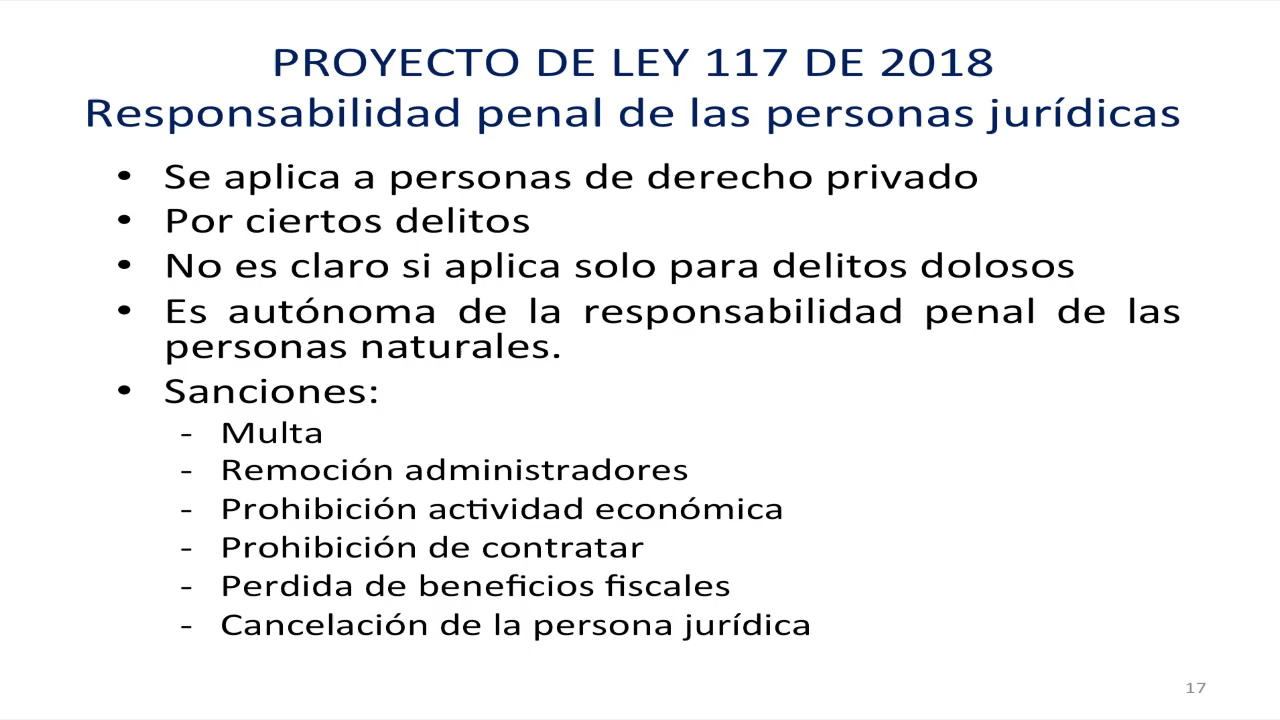 PROYECTO DE LEY 117 DE 2018
Responsabilidad penal de las personas jurídicas
• Se aplica a personas de derecho privado
• Por ciertos delitos
• No es claro si aplica solo para delitos dolosos
• Es autónoma de la responsabilidad penal de las
personas naturales.
• Sanciones:
- Multa
- Remoción administradores
- Prohibición actividad económica
- Prohibición de contratar
- Perdida de beneficios fiscales
- Cancelación de la persona jurídica
17